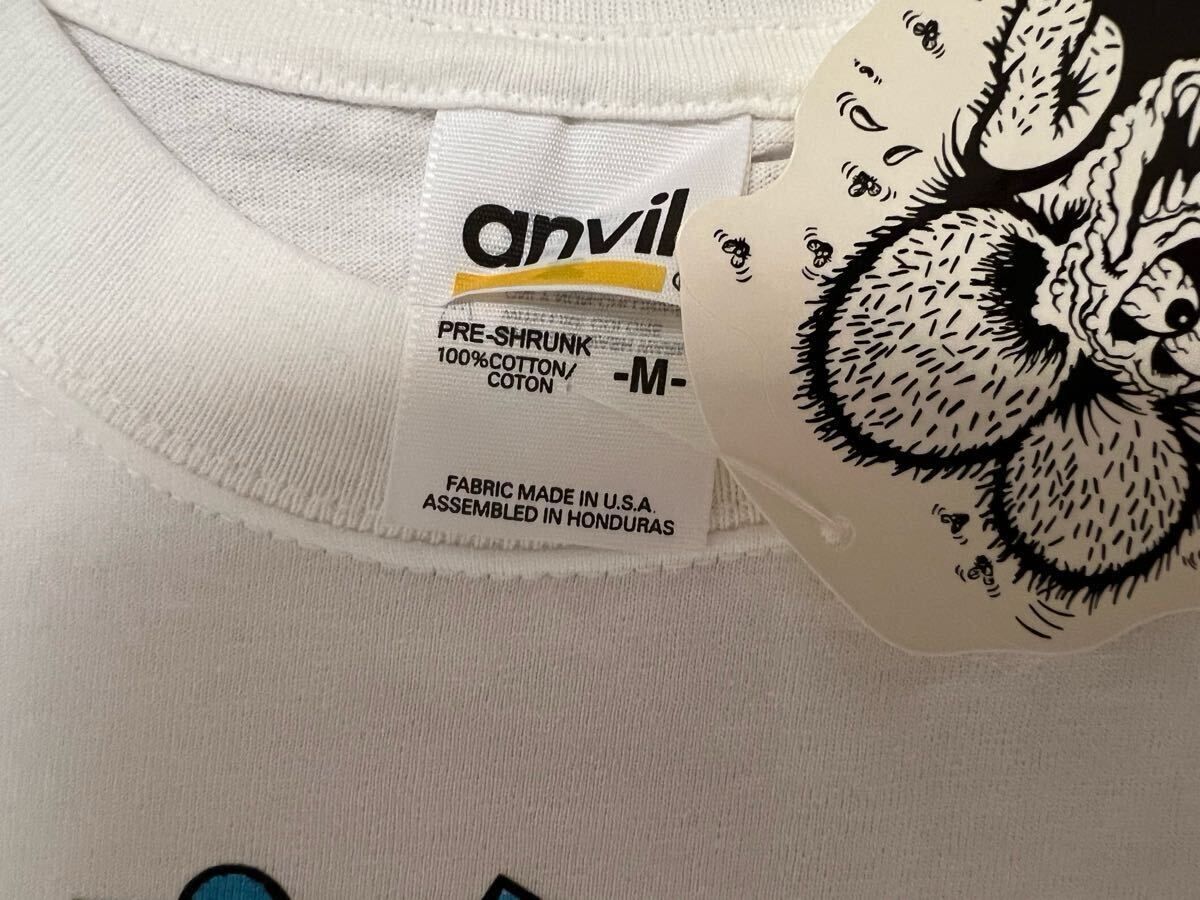 anvil
PRE-SHRUNK
100%COTTON/
COTON
-M-
FABRIC MADE IN U.S.A.
ASSEMBLED IN HONDURAS